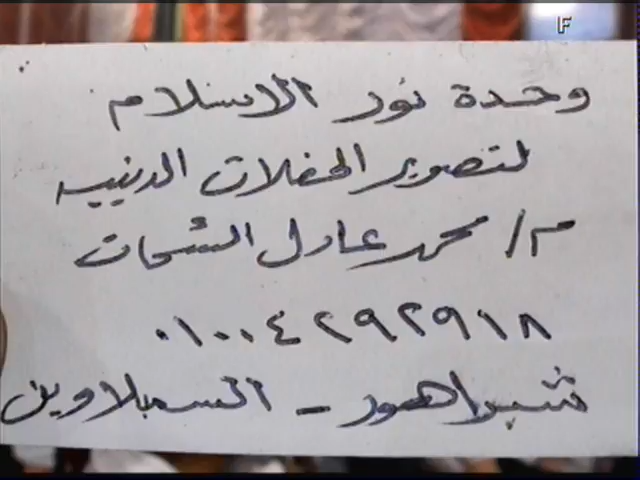 وحدة نور الاسلام
لتصوير الحفلات الدينيه
م/ محمد عادل الشحات
٠١٠٠٤٢٩٢٩١٨
شبراهور - السمبلاوين